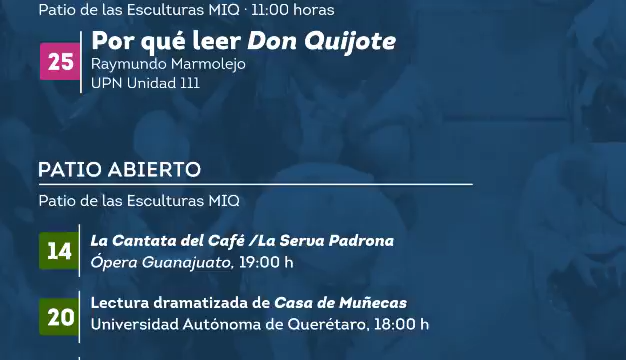 Patio de las Esculturas MIQ · 11:00 horas
25
Por qué leer Don Quijote
Raymundo Marmolejo
UPN Unidad 111
PATIO ABIERTO
Patio de las Esculturas MIQ
14
La Cantata del Café /La Serva Padrona
Ópera Guanajuato, 19:00 h
20
Lectura dramatizada de Casa de Muñecas
Universidad Autónoma de Querétaro, 18:00 h